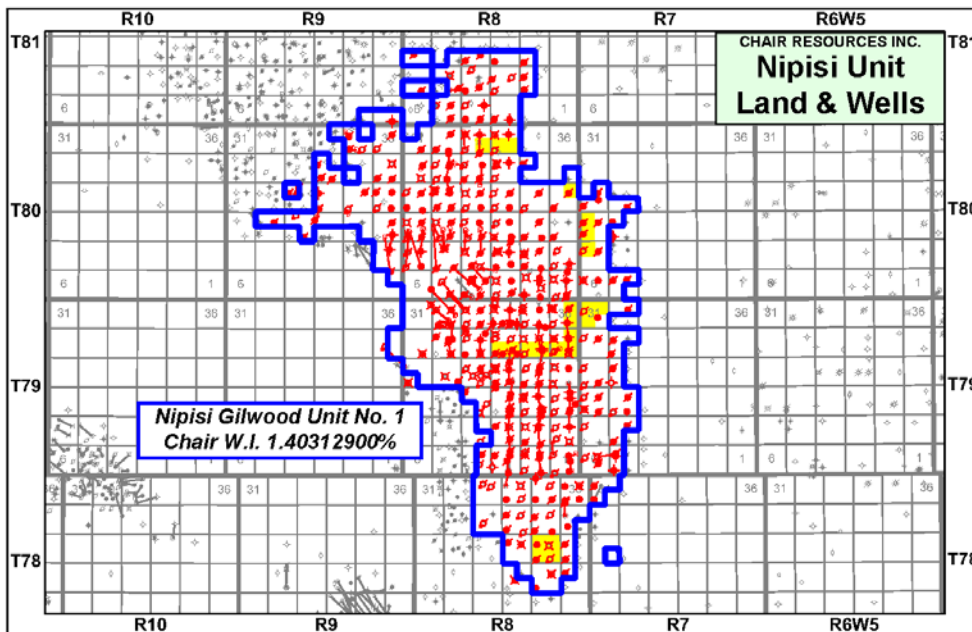 R10 R9 R8 R7 R6W5
T81 T81
CHAIR RESOURCES INC.
Nipisi Unit
Land & Wells
6 1 6 1 6
31 36 31 36 31 36
T80 T80
6 1 6 1 6 1
31 36 31 36 31 36 31 36
T79 T79
Nipisi Gilwood Unit No. 1
Chair W.I. 1.40312900%
6 1 6 1
36 31 36 31 36 31 36
T78 T78
R10 R9 R8 R7 R6W5